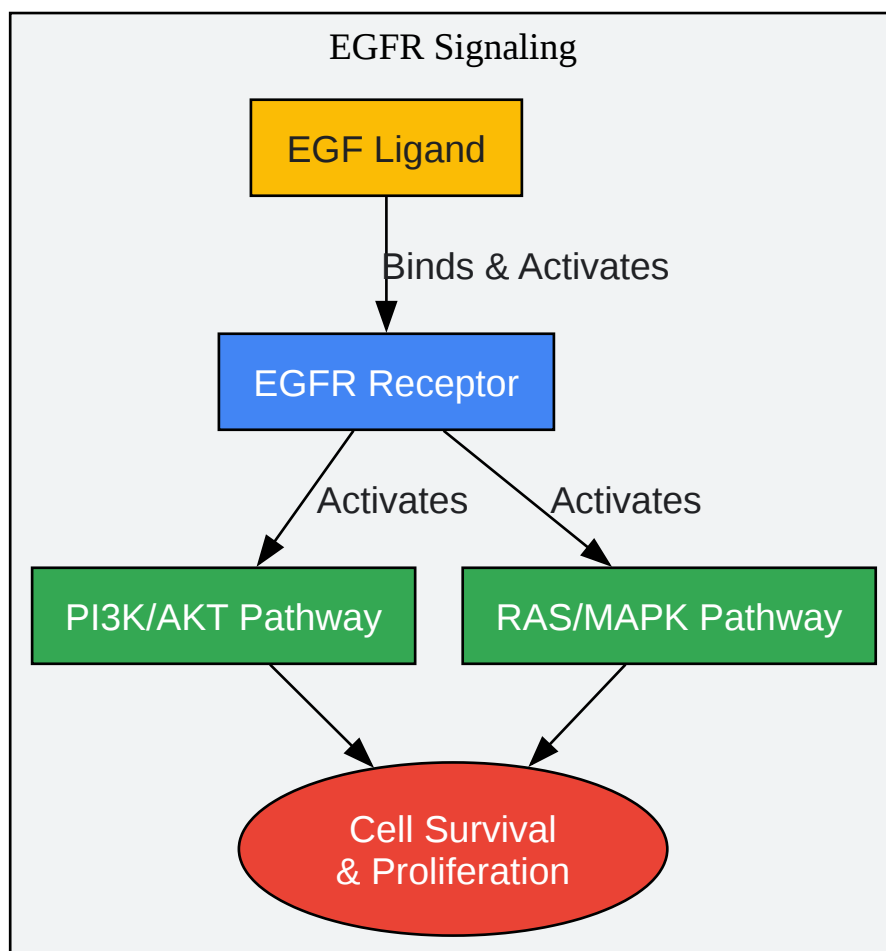 EGFR Signaling
EGF Ligand
Binds & Activates
EGFR Receptor
Activates
Activates
PI3K/AKT Pathway
RAS/MAPK Pathway
Cell Survival
& Proliferation